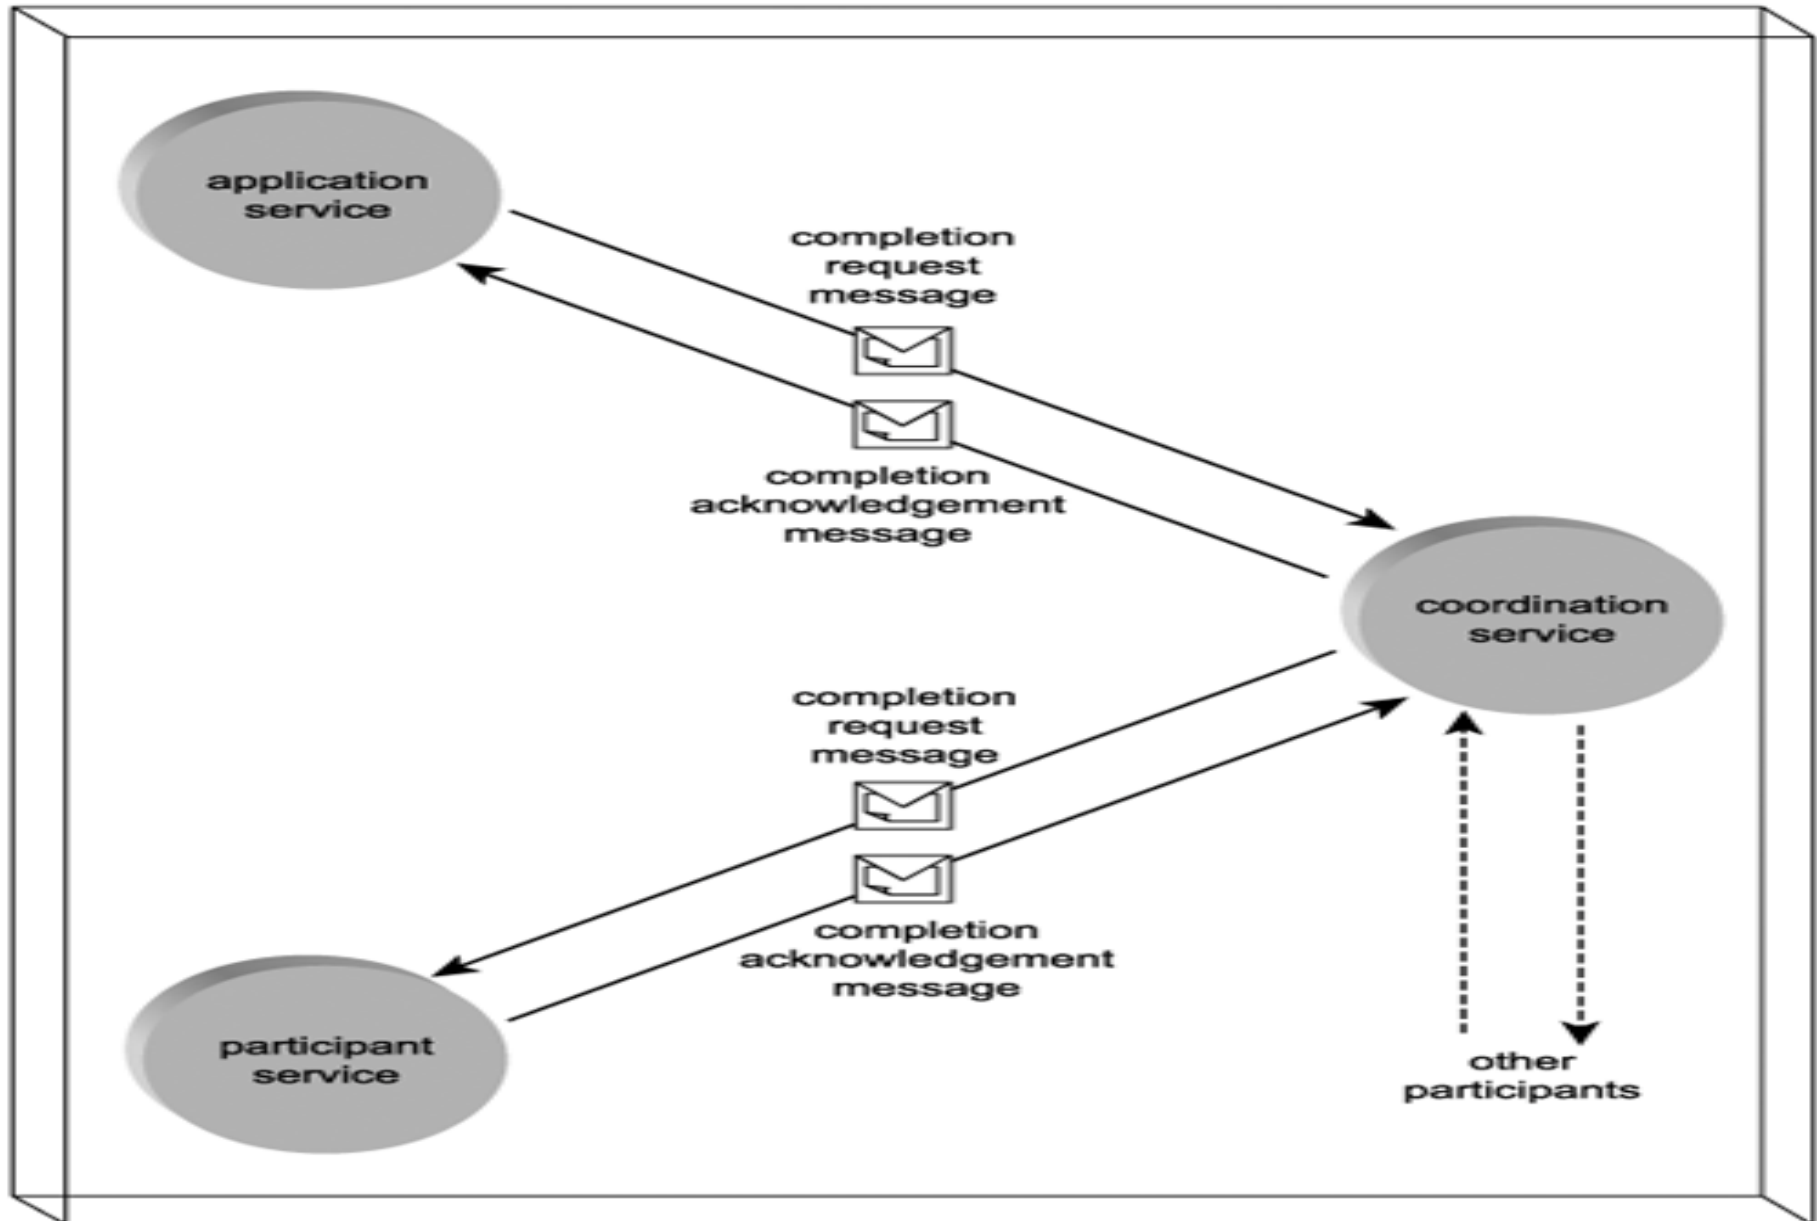 application
service
completion
request
message
completion
acknowledgement
message
coordination
service
completion
request
message
completion
acknowledgement
message
participant
service
other
participants